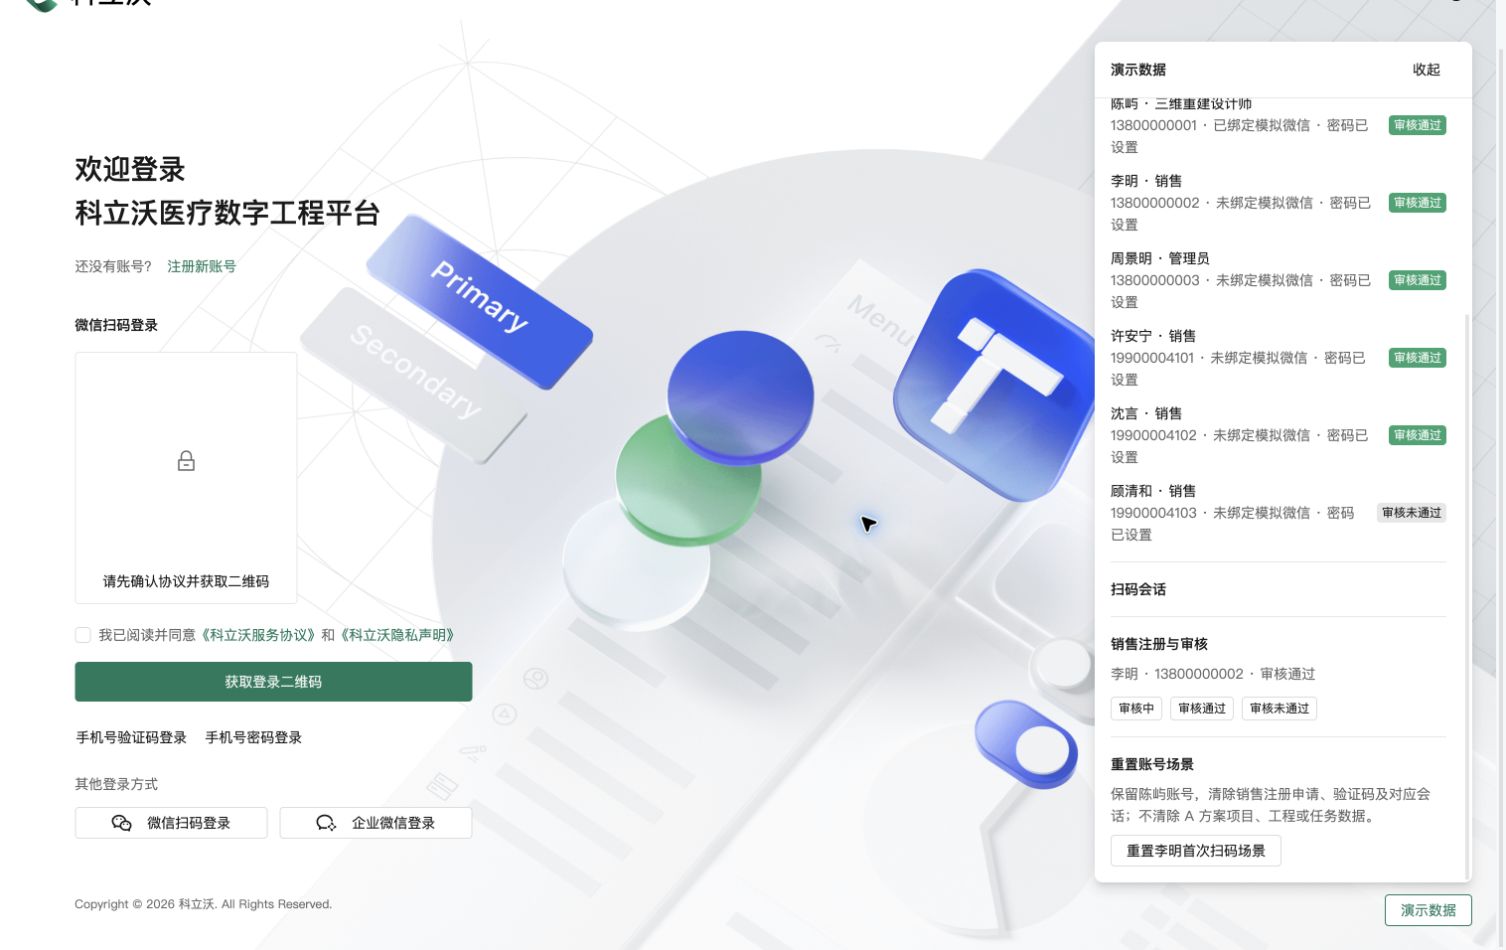 科立沃
欢迎登录
科立沃医疗数字工程平台
还没有账号? 注册新账号
微信扫码登录
请先确认协议并获取二维码
我已阅读并同意《科立沃服务协议》和《科立沃隐私声明》
获取登录二维码
手机号验证码登录 手机号密码登录
其他登录方式
微信扫码登录 企业微信登录
Copyright © 2026 科立沃. All Rights Reserved.
Primary
Secondary
Menu
演示数据 收起
陈屿 · 三维重建设计师
13800000001 · 已绑定模拟微信 · 密码已
设置
审核通过
李明 · 销售
13800000002 · 未绑定模拟微信 · 密码已
设置
审核通过
周景明 · 管理员
13800000003 · 未绑定模拟微信 · 密码已
设置
审核通过
许安宁 · 销售
19900004101 · 未绑定模拟微信 · 密码已
设置
审核通过
沈言 · 销售
19900004102 · 未绑定模拟微信 · 密码已
设置
审核通过
顾清和 · 销售
19900004103 · 未绑定模拟微信 · 密码
已设置
审核未通过
扫码会话
销售注册与审核
李明 · 13800000002 · 审核通过
审核中 审核通过 审核未通过
重置账号场景
保留陈屿账号，清除销售注册申请、验证码及对应会
话；不清除 A 方案项目、工程或任务数据。
重置李明首次扫码场景
演示数据